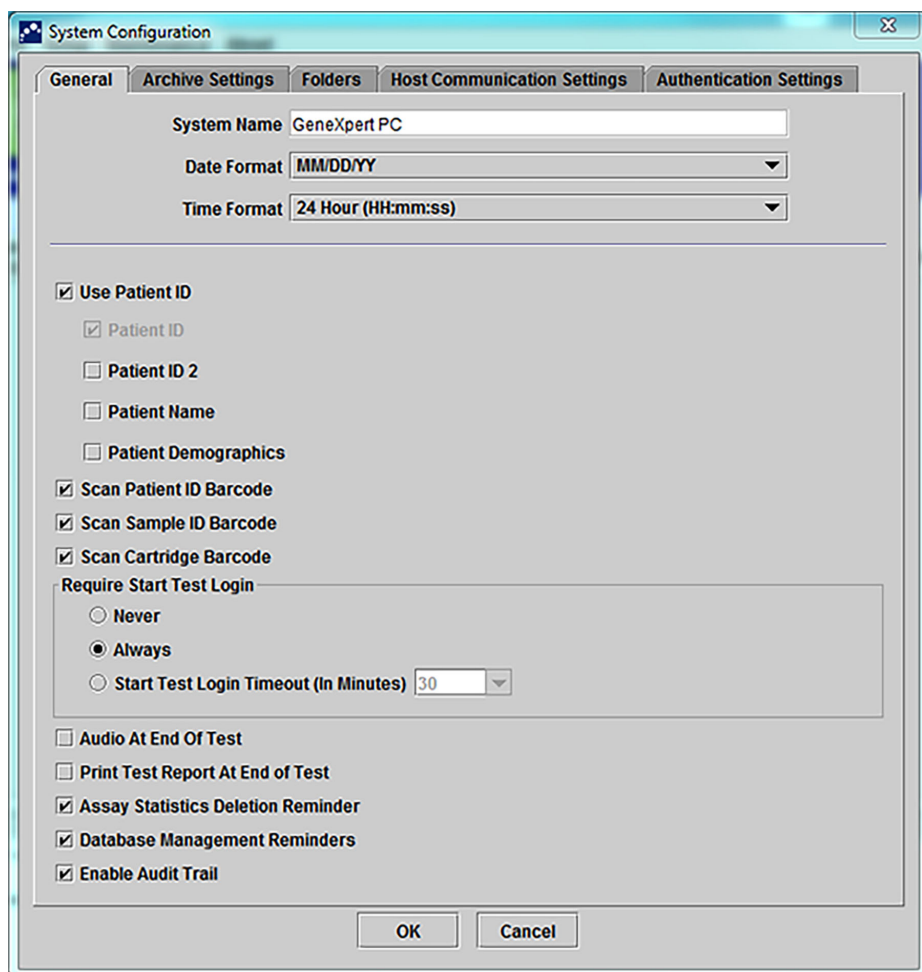 System Configuration
General Archive Settings Folders Host Communication Settings Authentication Settings
System Name GeneXpert PC
Date Format MM/DD/YY
Time Format 24 Hour (HH:mm:ss)
Use Patient ID
Patient ID
Patient ID 2
Patient Name
Patient Demographics
Scan Patient ID Barcode
Scan Sample ID Barcode
Scan Cartridge Barcode
Require Start Test Login
Never
Always
Start Test Login Timeout (In Minutes) 30
Audio At End Of Test
Print Test Report At End of Test
Assay Statistics Deletion Reminder
Database Management Reminders
Enable Audit Trail
OK Cancel